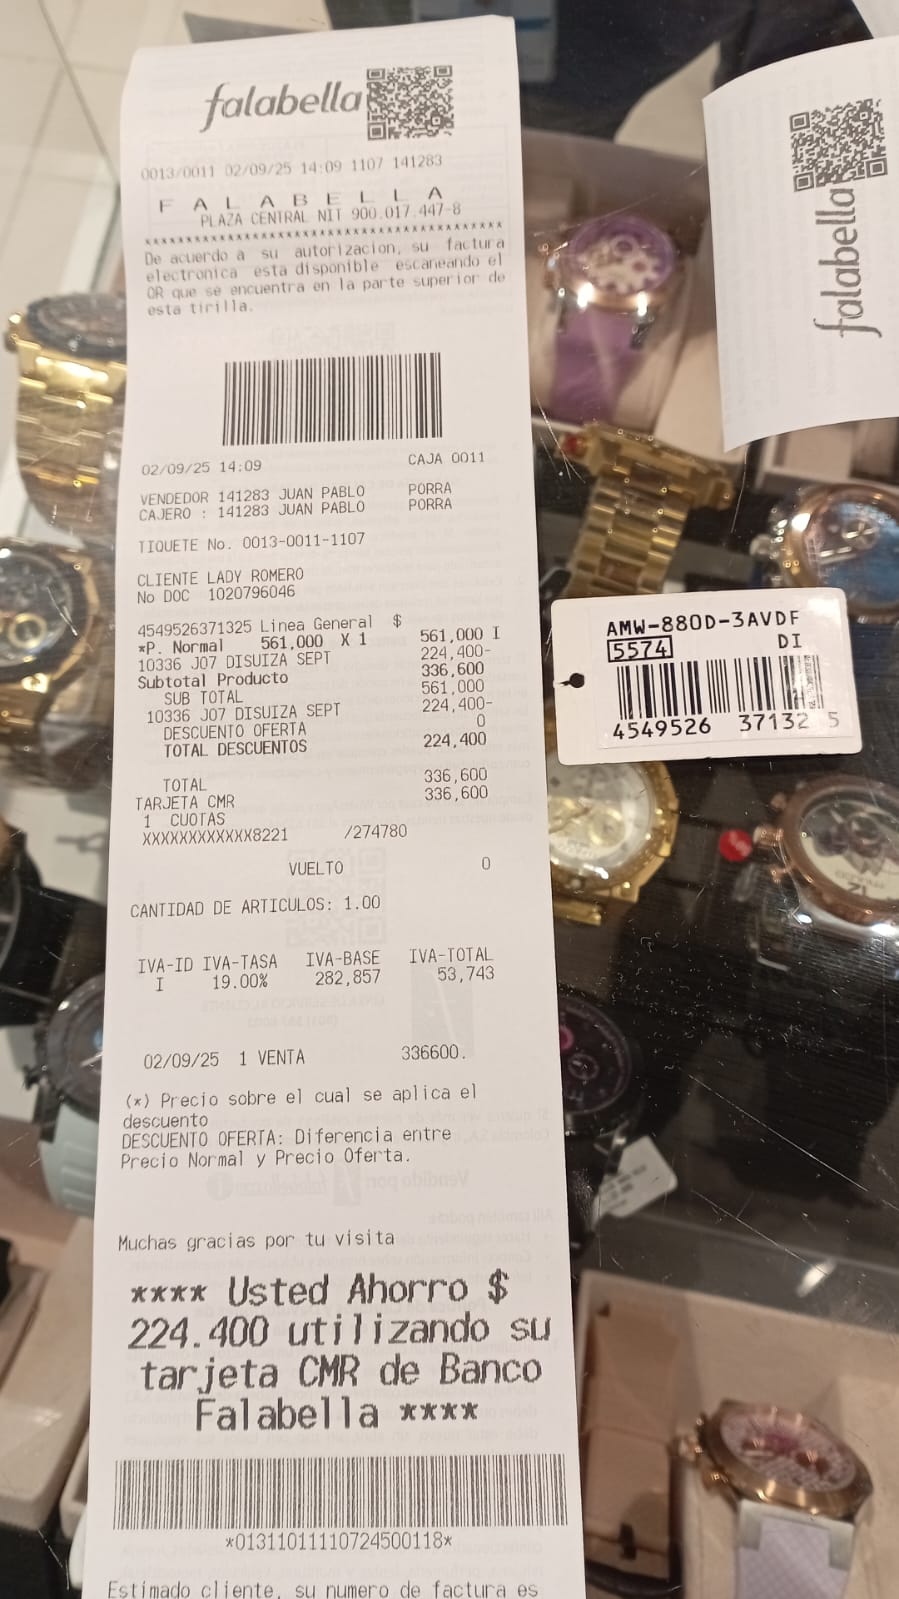 falabella
0013/0011 02/09/25 14:09 1107 141283
F A L A B E L L A
PLAZA CENTRAL NIT 900.017.447-8
****************************************
De acuerdo a su autorizacion, su factura
electronica esta disponible escaneando el
QR que se encuentra en la parte superior de
esta tirilla.
02/09/25 14:09 CAJA 0011
VENDEDOR 141283 JUAN PABLO PORRA
CAJERO : 141283 JUAN PABLO PORRA
TIQUETE No. 0013-0011-1107
CLIENTE LADY ROMERO
No DOC 1020796046
4549526371325 Linea General $
*P. Normal 561,000 X 1 561,000 I
10336 J07 DISUIZA SEPT 224,400-
Subtotal Producto 336,600
SUB TOTAL 561,000
10336 J07 DISUIZA SEPT 224,400-
DESCUENTO OFERTA 0
TOTAL DESCUENTOS 224,400
TOTAL 336,600
TARJETA CMR 336,600
1 CUOTAS
XXXXXXXXXXXX8221 /274780
VUELTO 0
CANTIDAD DE ARTICULOS: 1.00
IVA-ID IVA-TASA IVA-BASE IVA-TOTAL
I 19.00% 282,857 53,743
02/09/25 1 VENTA 336600.
(*) Precio sobre el cual se aplica el
descuento
DESCUENTO OFERTA: Diferencia entre
Precio Normal y Precio Oferta.
Muchas gracias por tu visita
**** Usted Ahorro $
224.400 utilizando su
tarjeta CMR de Banco
Falabella ****
*01311011110724500118*
Estimado cliente, su numero de factura es
falabella
AMW-880D-3AVDF
5574 DI
4549526 37132 5